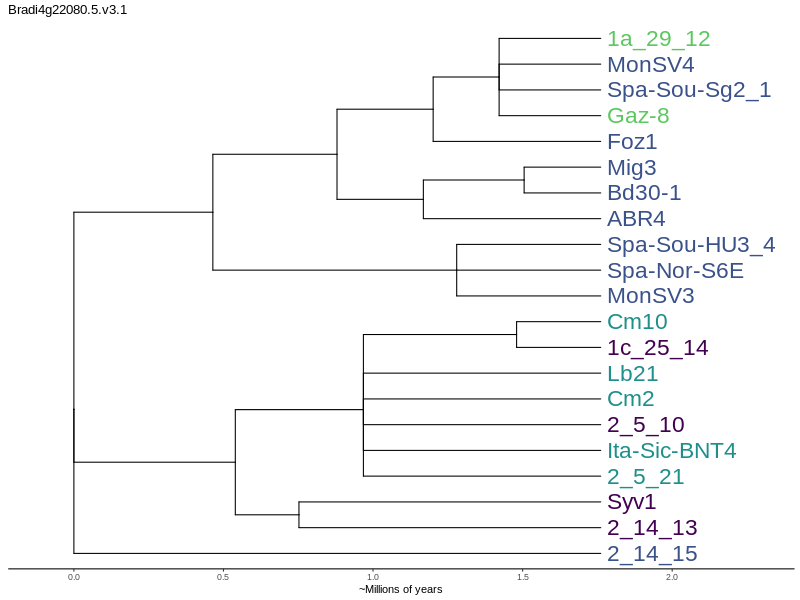 Bradi4g22080.5.v3.1
1a_29_12
MonSV4
Spa-Sou-Sg2_1
Gaz-8
Foz1
Mig3
Bd30-1
ABR4
Spa-Sou-HU3_4
Spa-Nor-S6E
MonSV3
Cm10
1c_25_14
Lb21
Cm2
2_5_10
Ita-Sic-BNT4
2_5_21
Syv1
2_14_13
2_14_15
0.0 0.5 1.0 1.5 2.0
~Millions of years